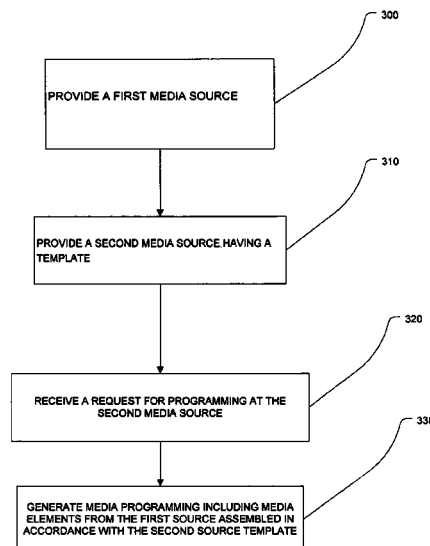 300
PROVIDE A FIRST MEDIA SOURCE
310
PROVIDE A SECOND MEDIA SOURCE, HAVING A
TEMPLATE
320
RECEIVE A REQUEST FOR PROGRAMMING AT THE
SECOND MEDIA SOURCE
330
GENERATE MEDIA PROGRAMMING INCLUDING MEDIA
ELEMENTS FROM THE FIRST SOURCE ASSEMBLED IN
ACCORDANCE WITH THE SECOND SOURCE TEMPLATE